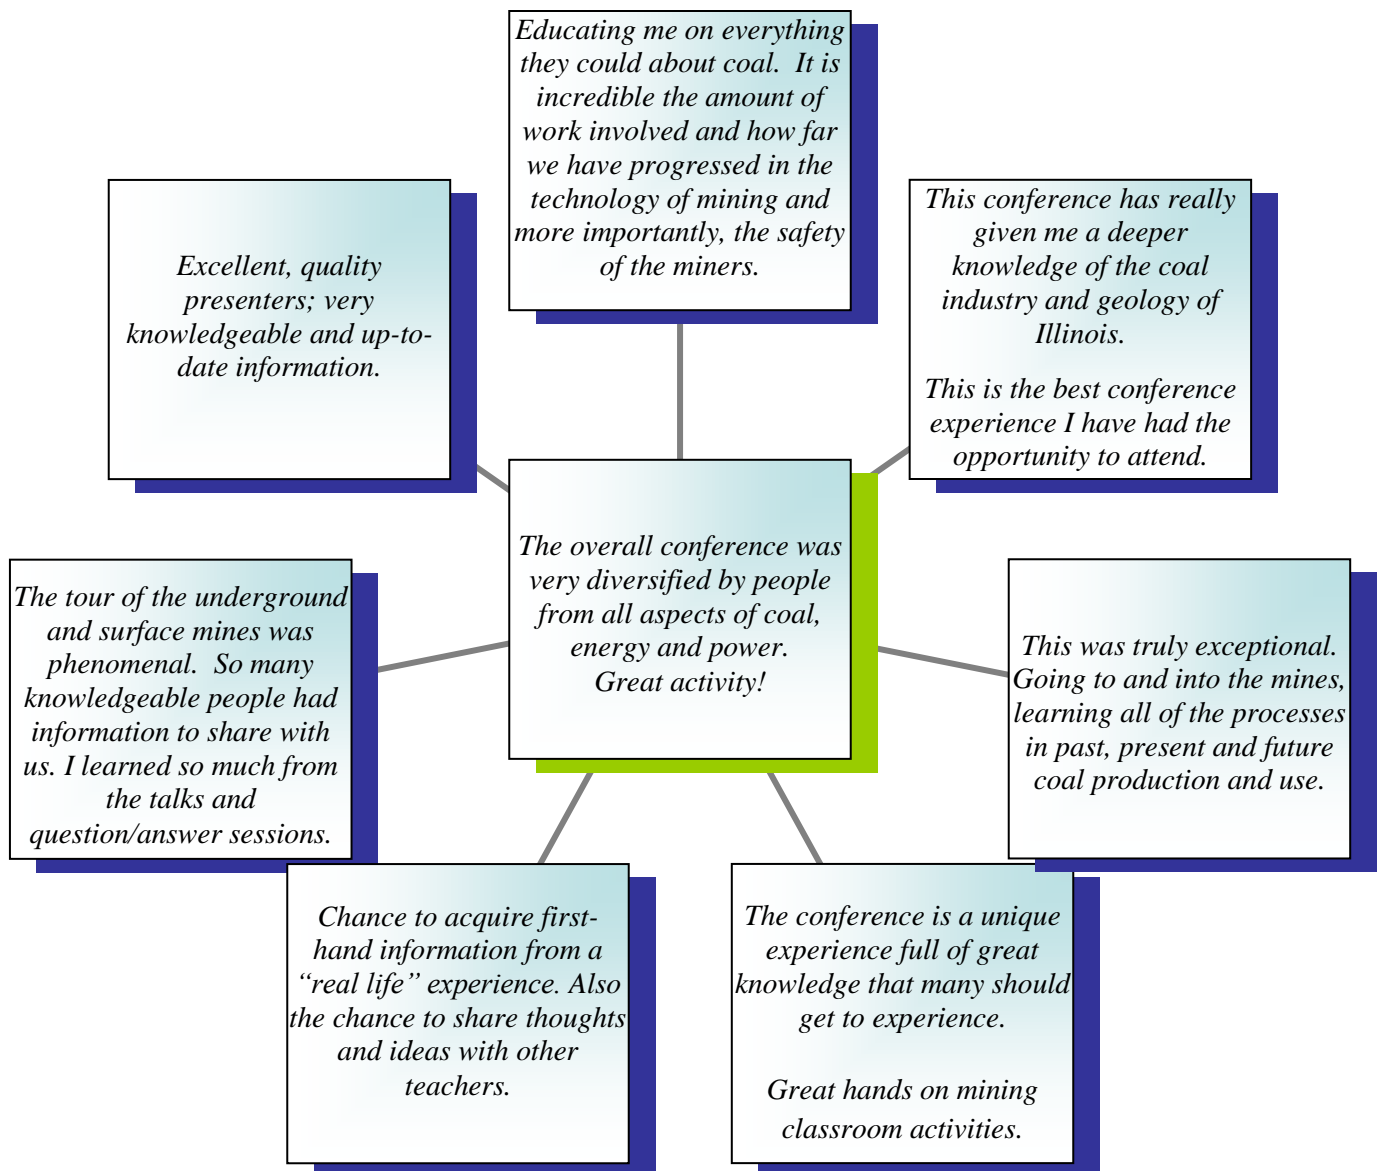 Educating me on everything
they could about coal.  It is
incredible the amount of
work involved and how far
we have progressed in the
technology of mining and
more importantly, the safety
of the miners.
Excellent, quality
presenters; very
knowledgeable and up-to-
date information.
This conference has really
given me a deeper
knowledge of the coal
industry and geology of
Illinois.
This is the best conference
experience I have had the
opportunity to attend.
The overall conference was
very diversified by people
from all aspects of coal,
energy and power.
Great activity!
The tour of the underground
and surface mines was
phenomenal.  So many
knowledgeable people had
information to share with
us. I learned so much from
the talks and
question/answer sessions.
This was truly exceptional.
Going to and into the mines,
learning all of the processes
in past, present and future
coal production and use.
Chance to acquire first-
hand information from a
“real life” experience. Also
the chance to share thoughts
and ideas with other
teachers.
The conference is a unique
experience full of great
knowledge that many should
get to experience.
Great hands on mining
classroom activities.